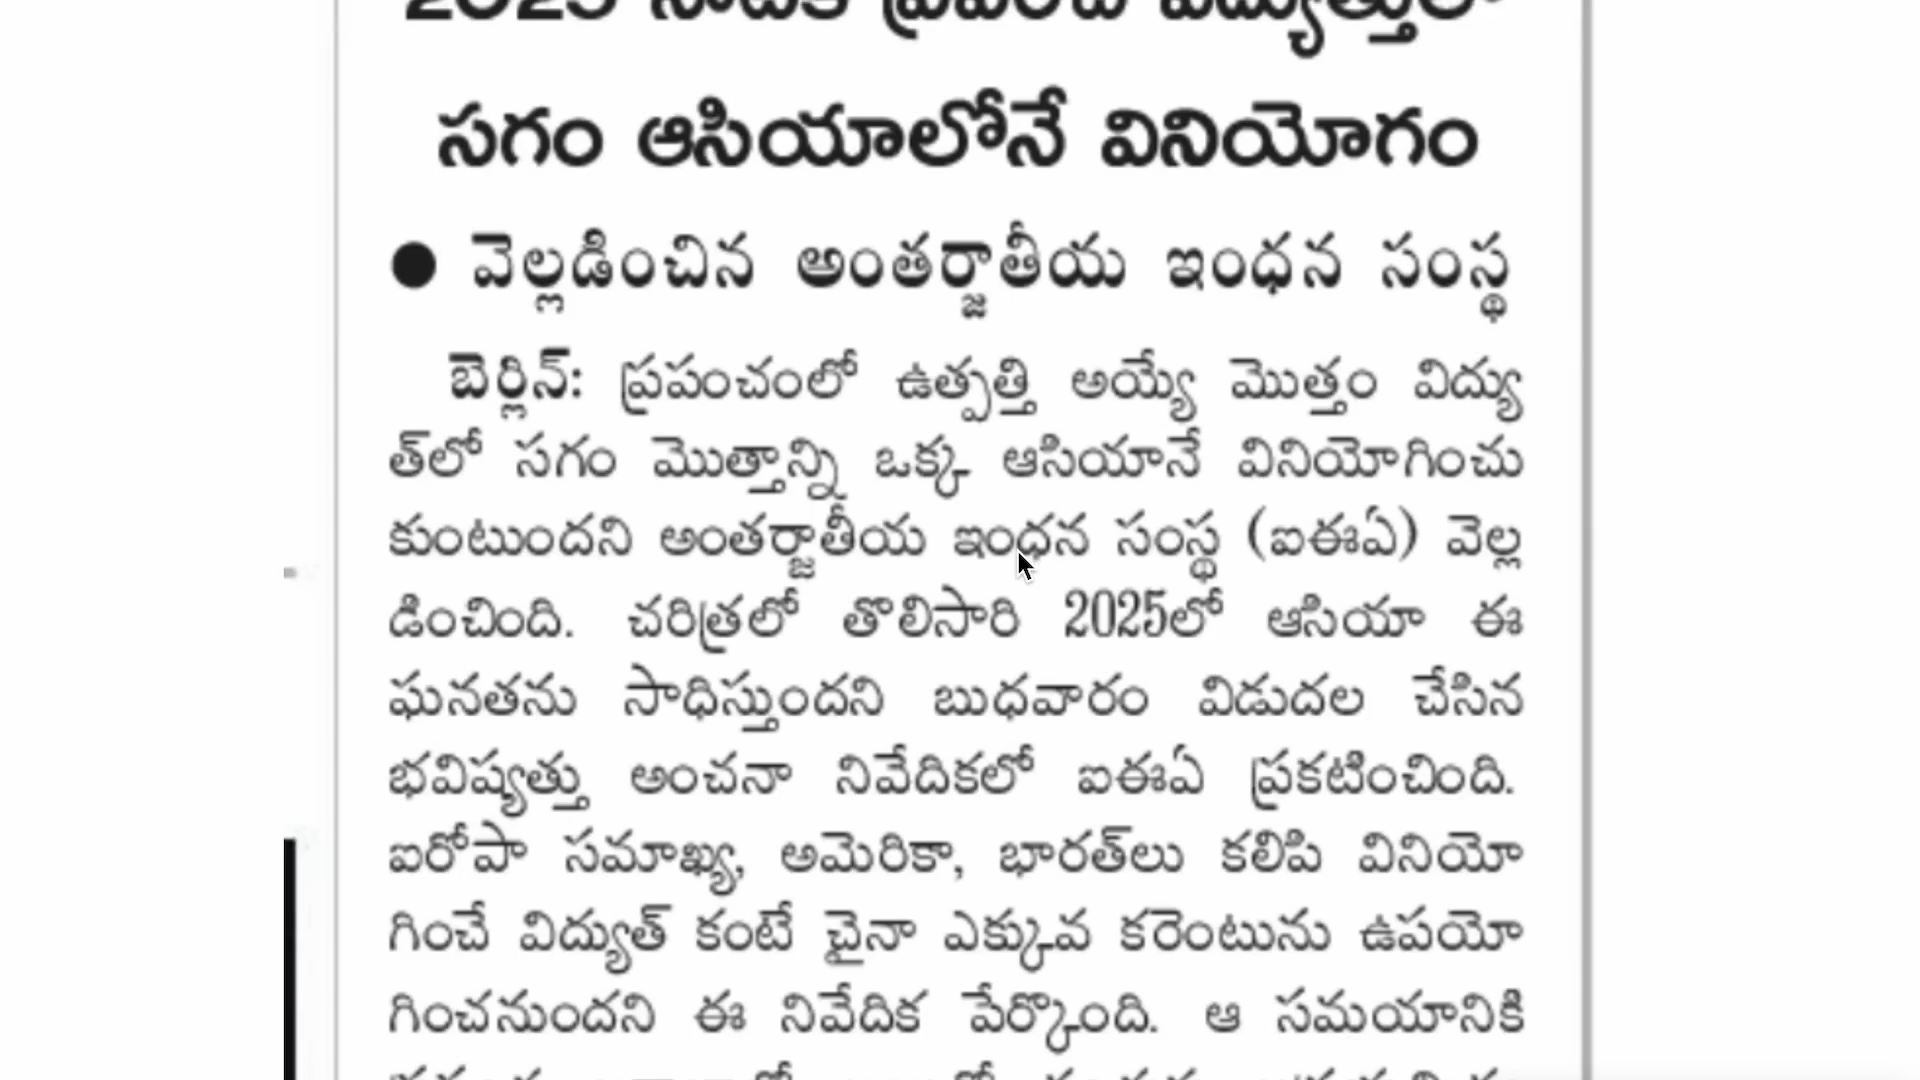 2025 నాటికి ప్రపంచ విద్యుత్తులో
సగం ఆసియాలోనే వినియోగం
● వెల్లడించిన అంతర్జాతీయ ఇంధన సంస్థ
బెర్లిన్: ప్రపంచంలో ఉత్పత్తి అయ్యే మొత్తం విద్యు
త్‌లో సగం మొత్తాన్ని ఒక్క ఆసియానే వినియోగించు
కుంటుందని అంతర్జాతీయ ఇంధన సంస్థ (ఐఈఏ) వెల్ల
డించింది. చరిత్రలో తొలిసారి 2025లో ఆసియా ఈ
ఘనతను సాధిస్తుందని బుధవారం విడుదల చేసిన
భవిష్యత్తు అంచనా నివేదికలో ఐఈఏ ప్రకటించింది.
ఐరోపా సమాఖ్య, అమెరికా, భారత్‌లు కలిపి వినియో
గించే విద్యుత్ కంటే చైనా ఎక్కువ కరెంటును ఉపయో
గించనుందని ఈ నివేదిక పేర్కొంది. ఆ సమయానికి